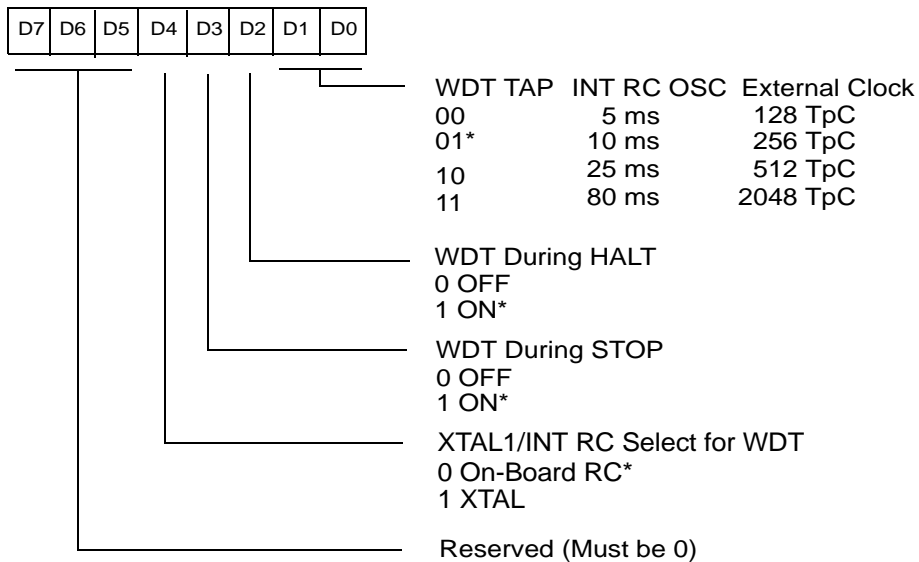 D7 D6 D5 D4 D3 D2 D1 D0
WDT TAP INT RC OSC External Clock
00 5 ms 128 TpC
01* 10 ms 256 TpC
10 25 ms 512 TpC
11 80 ms 2048 TpC
WDT During HALT
0 OFF
1 ON*
WDT During STOP
0 OFF
1 ON*
XTAL1/INT RC Select for WDT
0 On-Board RC*
1 XTAL
Reserved (Must be 0)